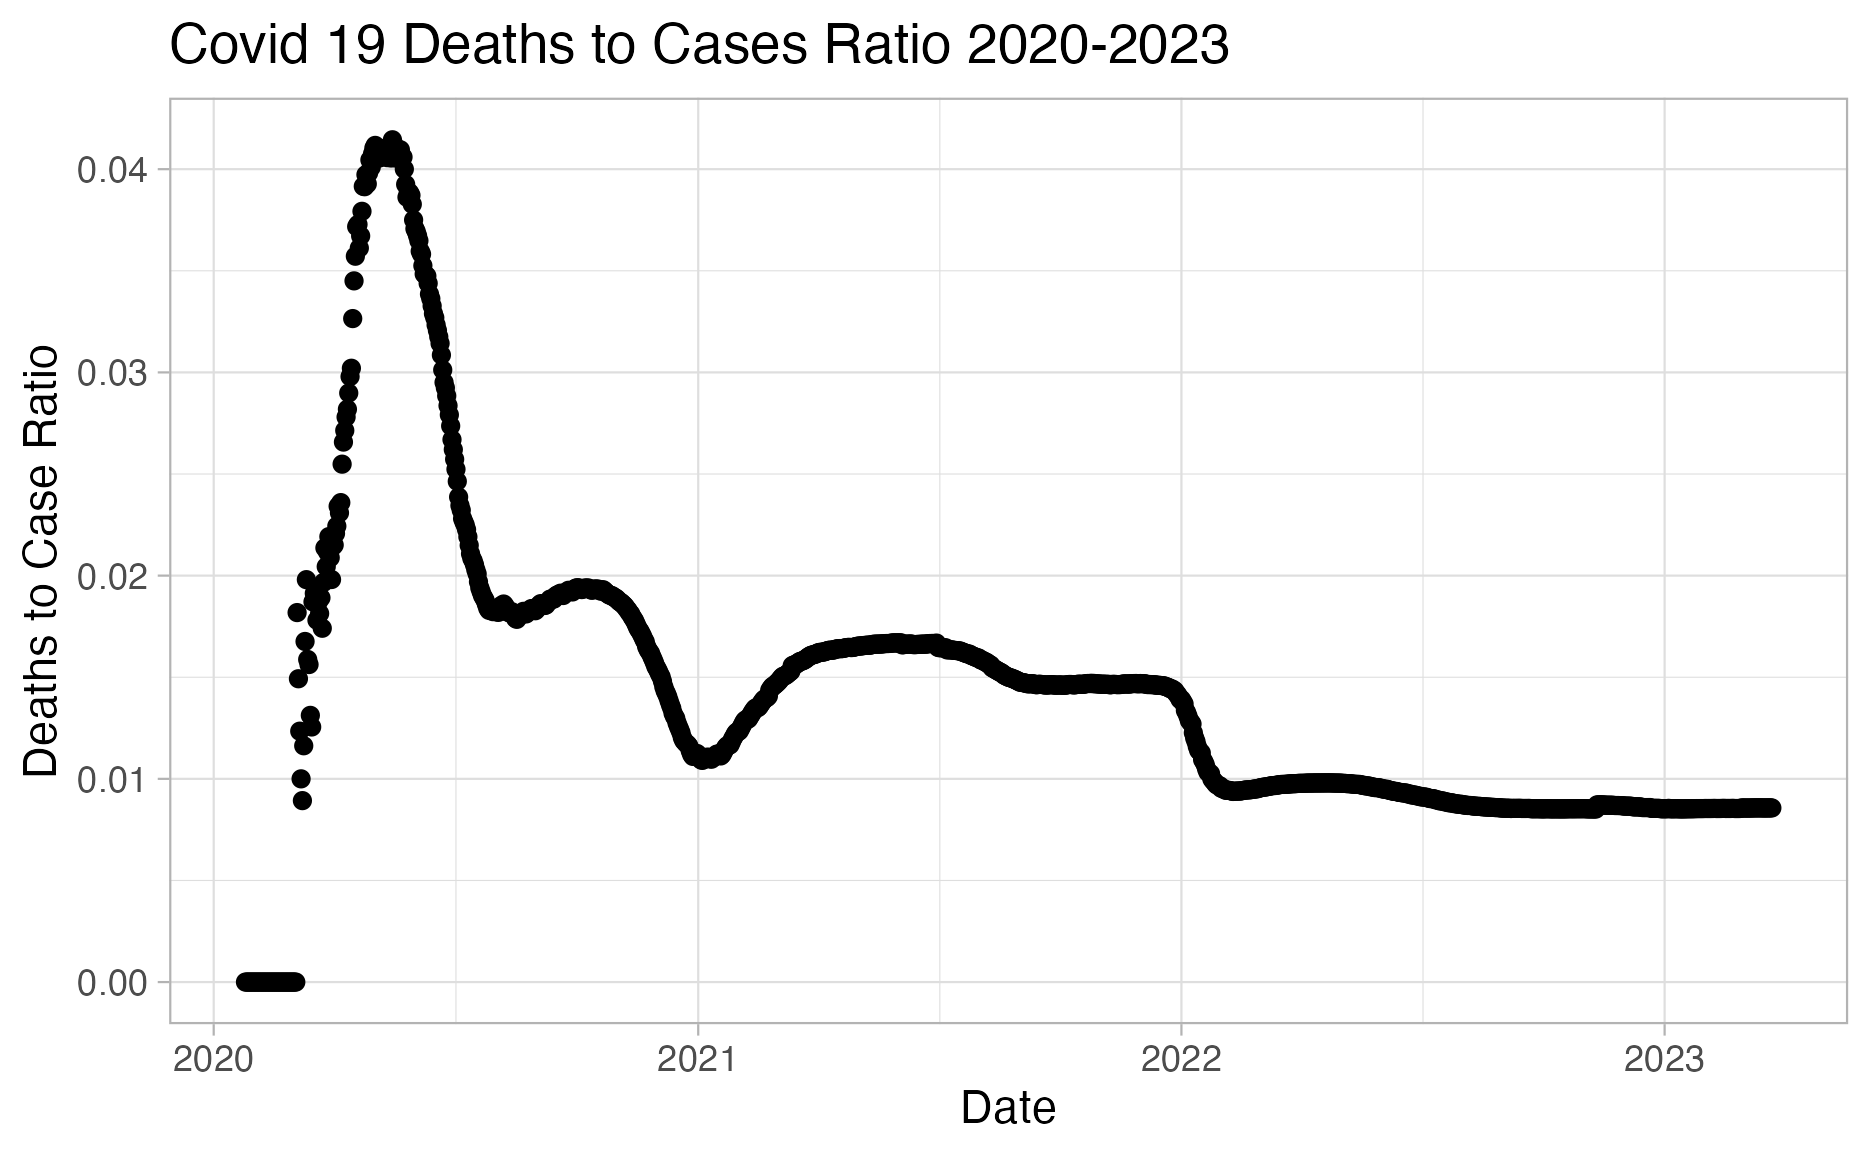 Covid 19 Deaths to Cases Ratio 2020-2023
Deaths to Case Ratio
0.04
0.03
0.02
0.01
0.00
2020 2021 2022 2023
Date